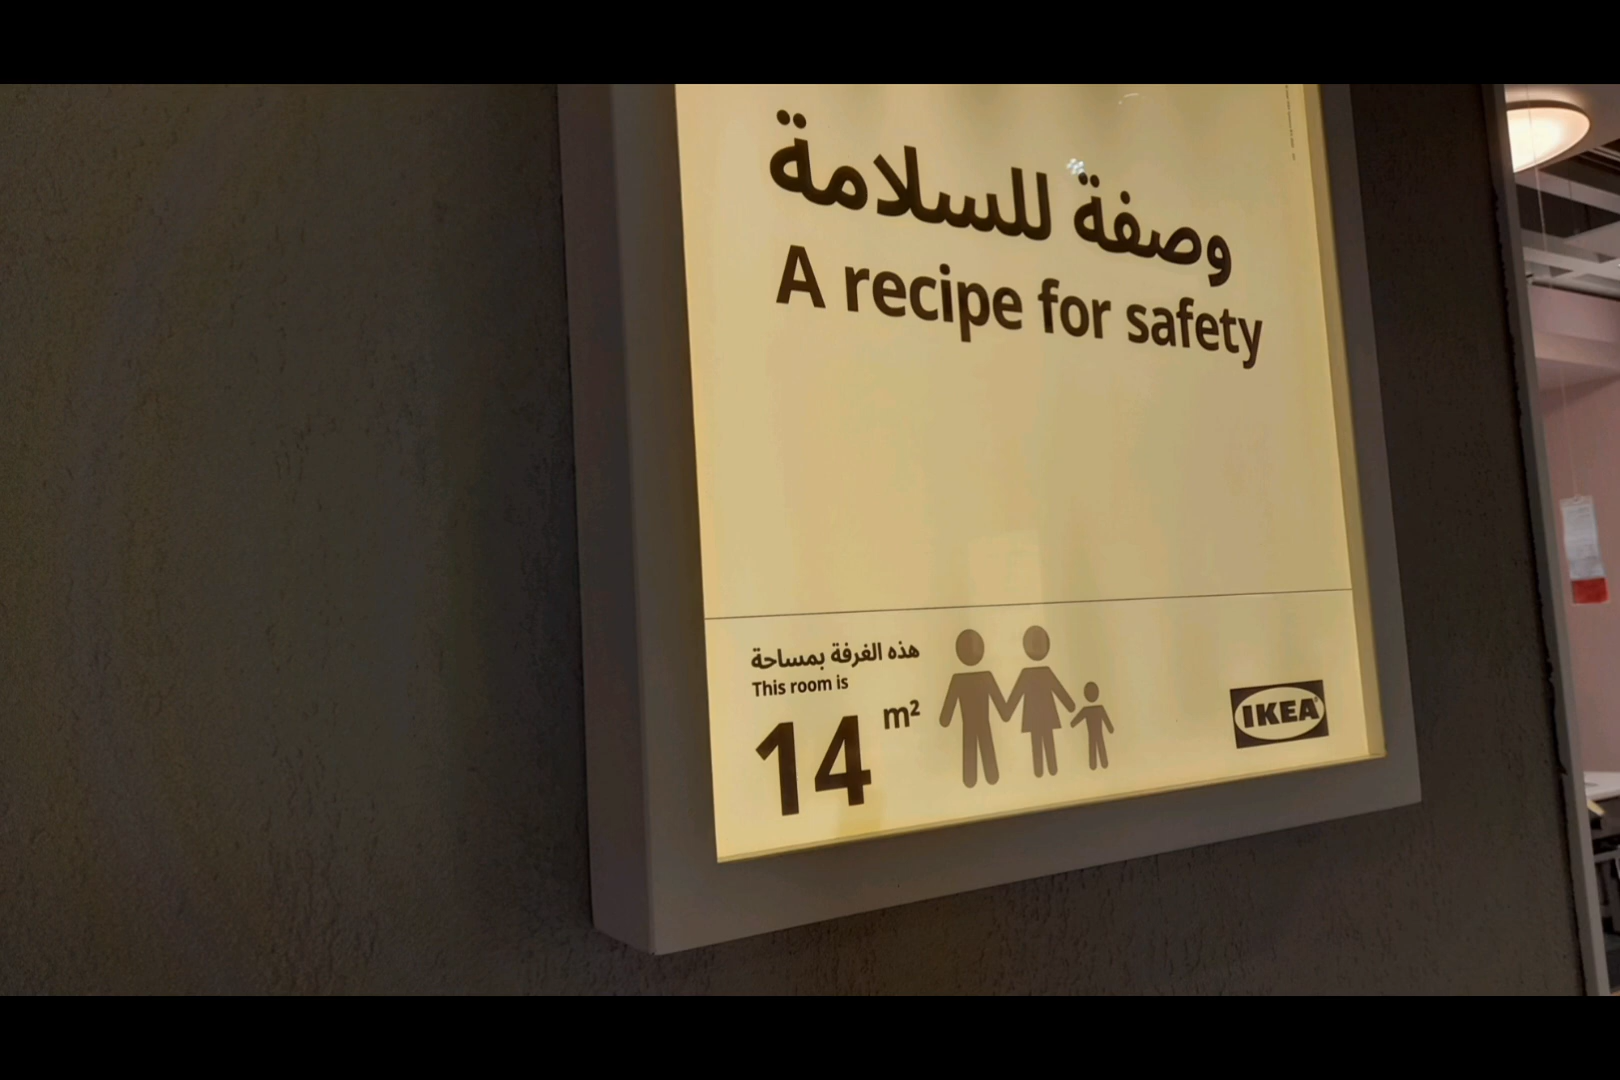 وصفة للسلامة
A recipe for safety
هذه الغرفة بمساحة
This room is
14 m²
IKEA